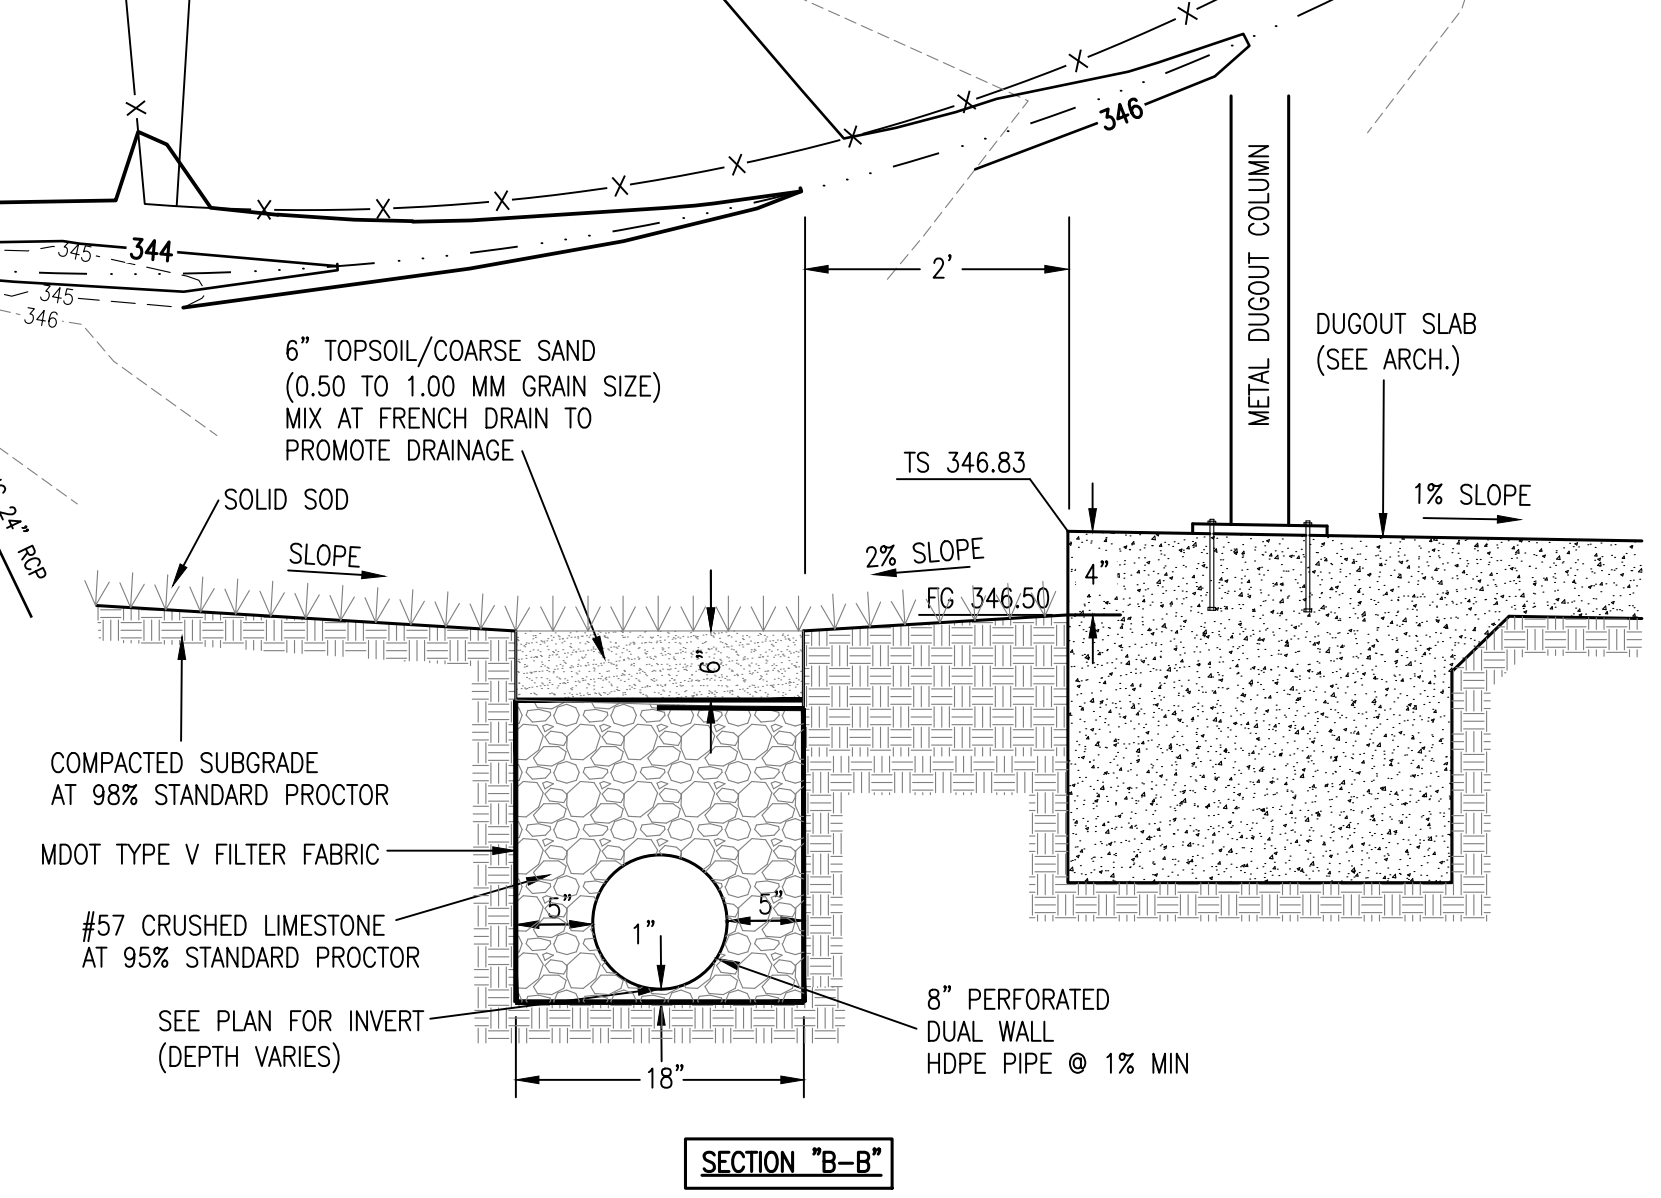 346
344
345
345
346
24" RCP
2'
METAL DUGOUT COLUMN
DUGOUT SLAB
(SEE ARCH.)
6" TOPSOIL/COARSE SAND
(0.50 TO 1.00 MM GRAIN SIZE)
MIX AT FRENCH DRAIN TO
PROMOTE DRAINAGE
TS 346.83
1% SLOPE
SOLID SOD
SLOPE
2% SLOPE
4"
FG 346.50
6"
COMPACTED SUBGRADE
AT 98% STANDARD PROCTOR
MDOT TYPE V FILTER FABRIC
#57 CRUSHED LIMESTONE
AT 95% STANDARD PROCTOR
5"
5"
1"
SEE PLAN FOR INVERT
(DEPTH VARIES)
8" PERFORATED
DUAL WALL
HDPE PIPE @ 1% MIN
18"
SECTION "B-B"